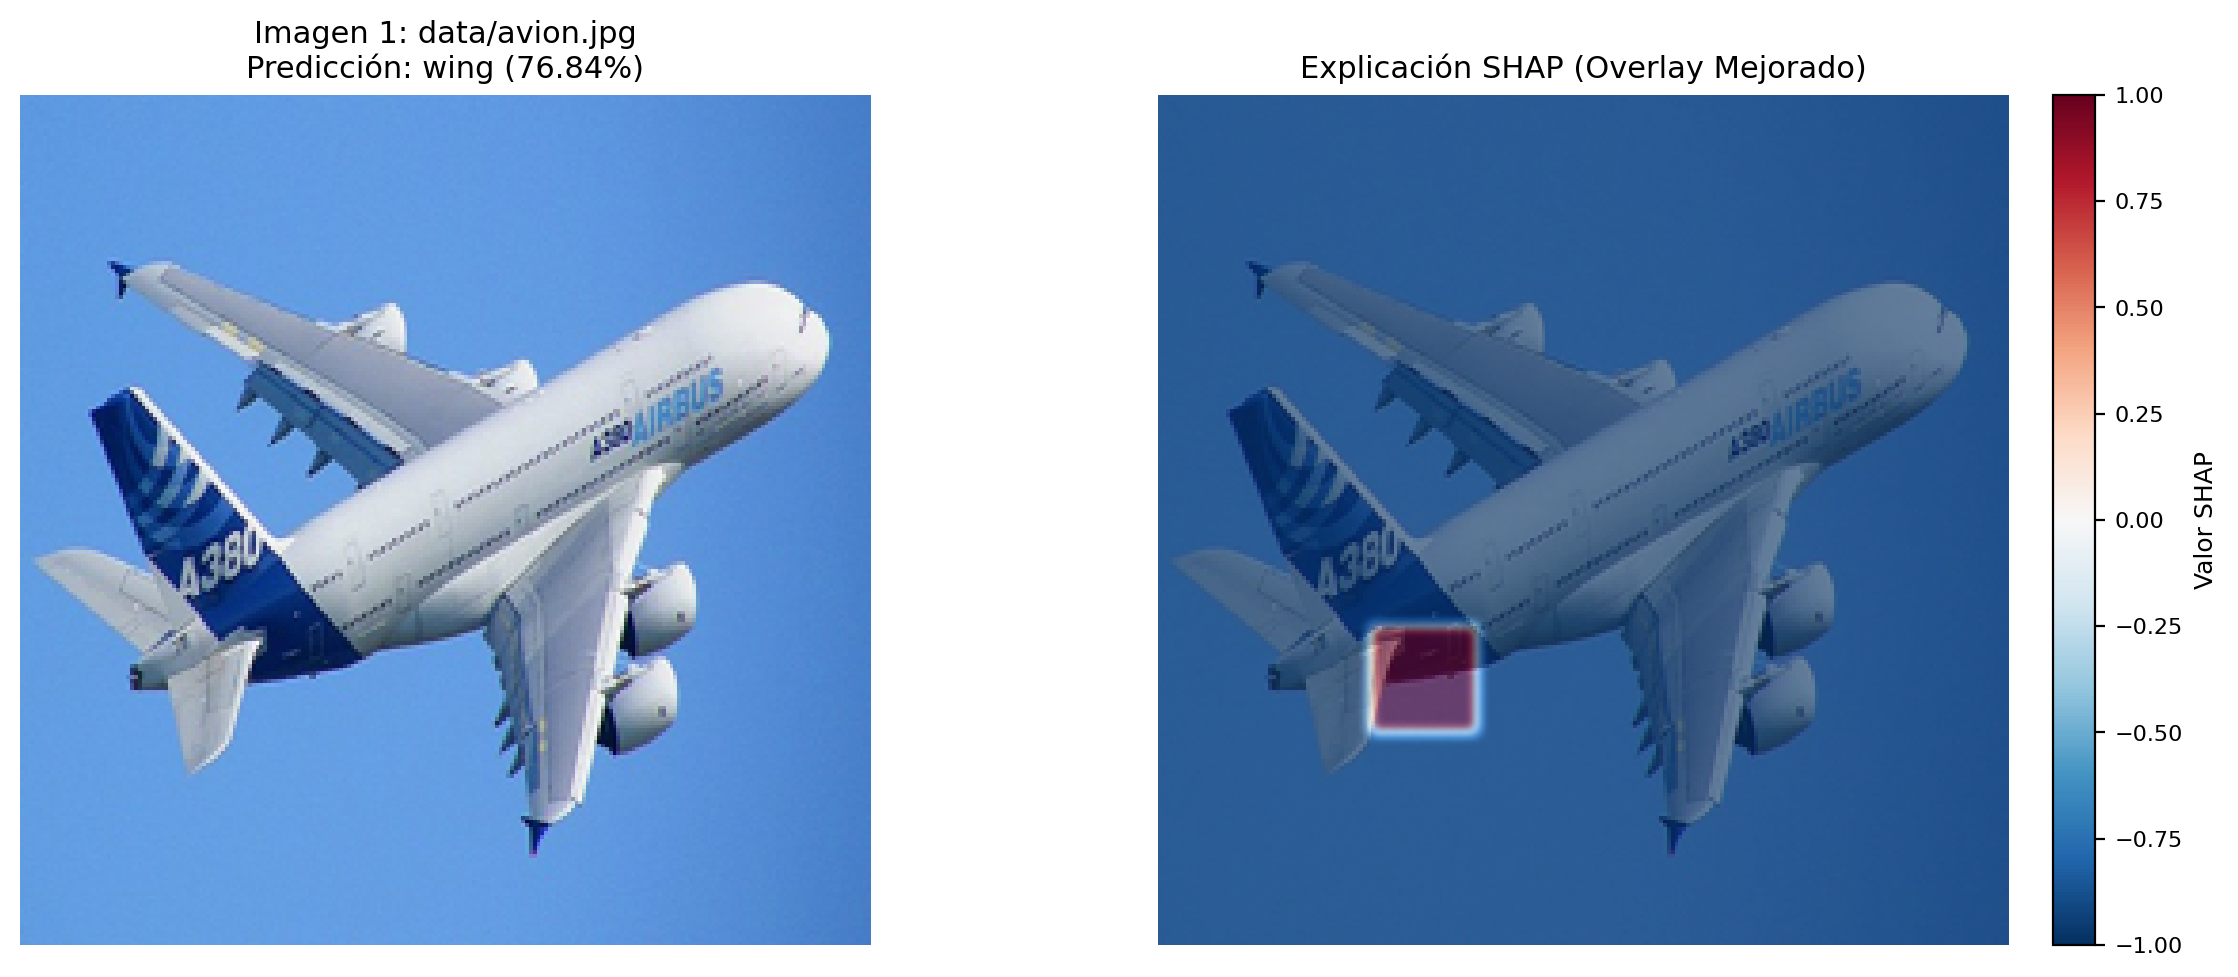 Imagen 1: data/avion.jpg
Predicción: wing (76.84%)
A380 AIRBUS
A380
Explicación SHAP (Overlay Mejorado)
A380 AIRBUS
A380
1.00
0.75
0.50
0.25
0.00
−0.25
−0.50
−0.75
−1.00
Valor SHAP